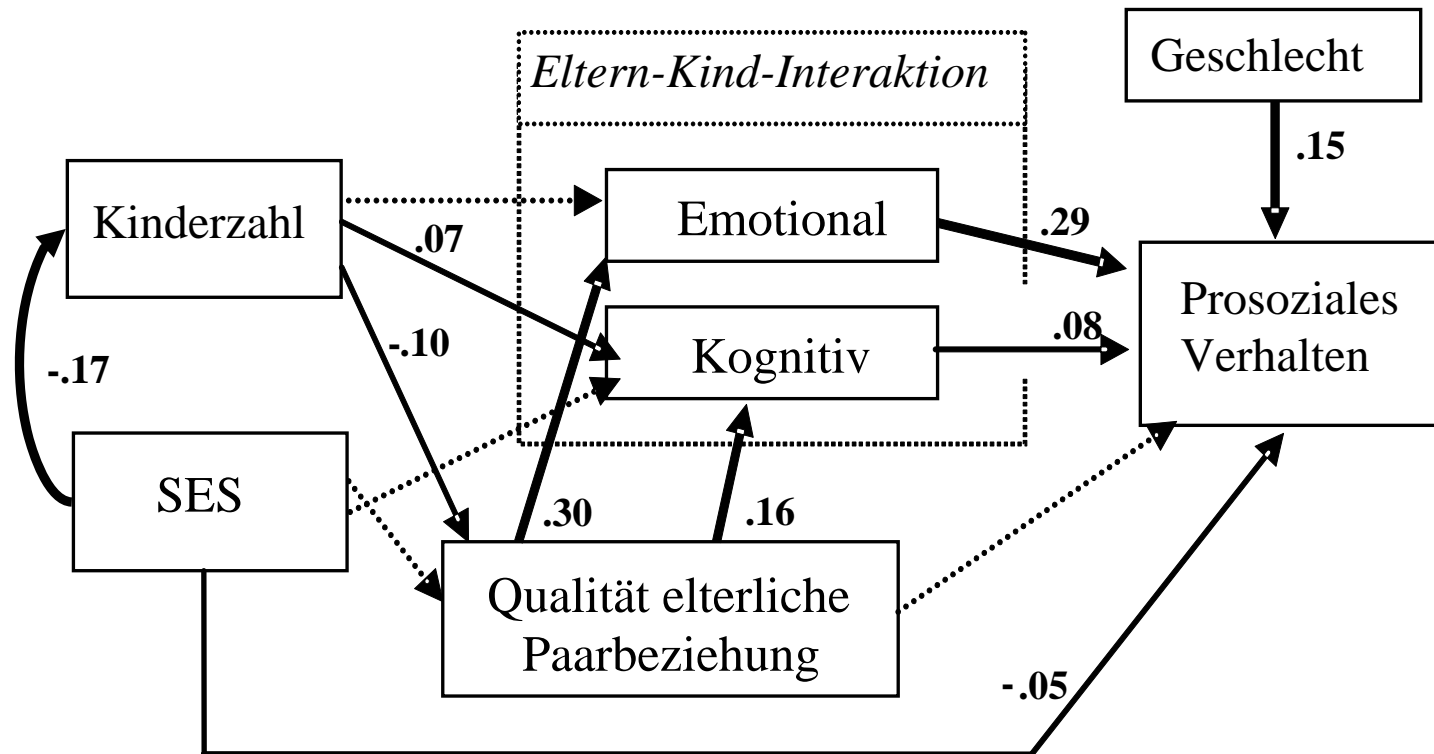 Eltern-Kind-Interaktion
Geschlecht
.15
Kinderzahl
Emotional
.29
.07
Prosoziales
Verhalten
-.10
Kognitiv
.08
-.17
SES
.30
.16
Qualität elterliche
Paarbeziehung
-.05